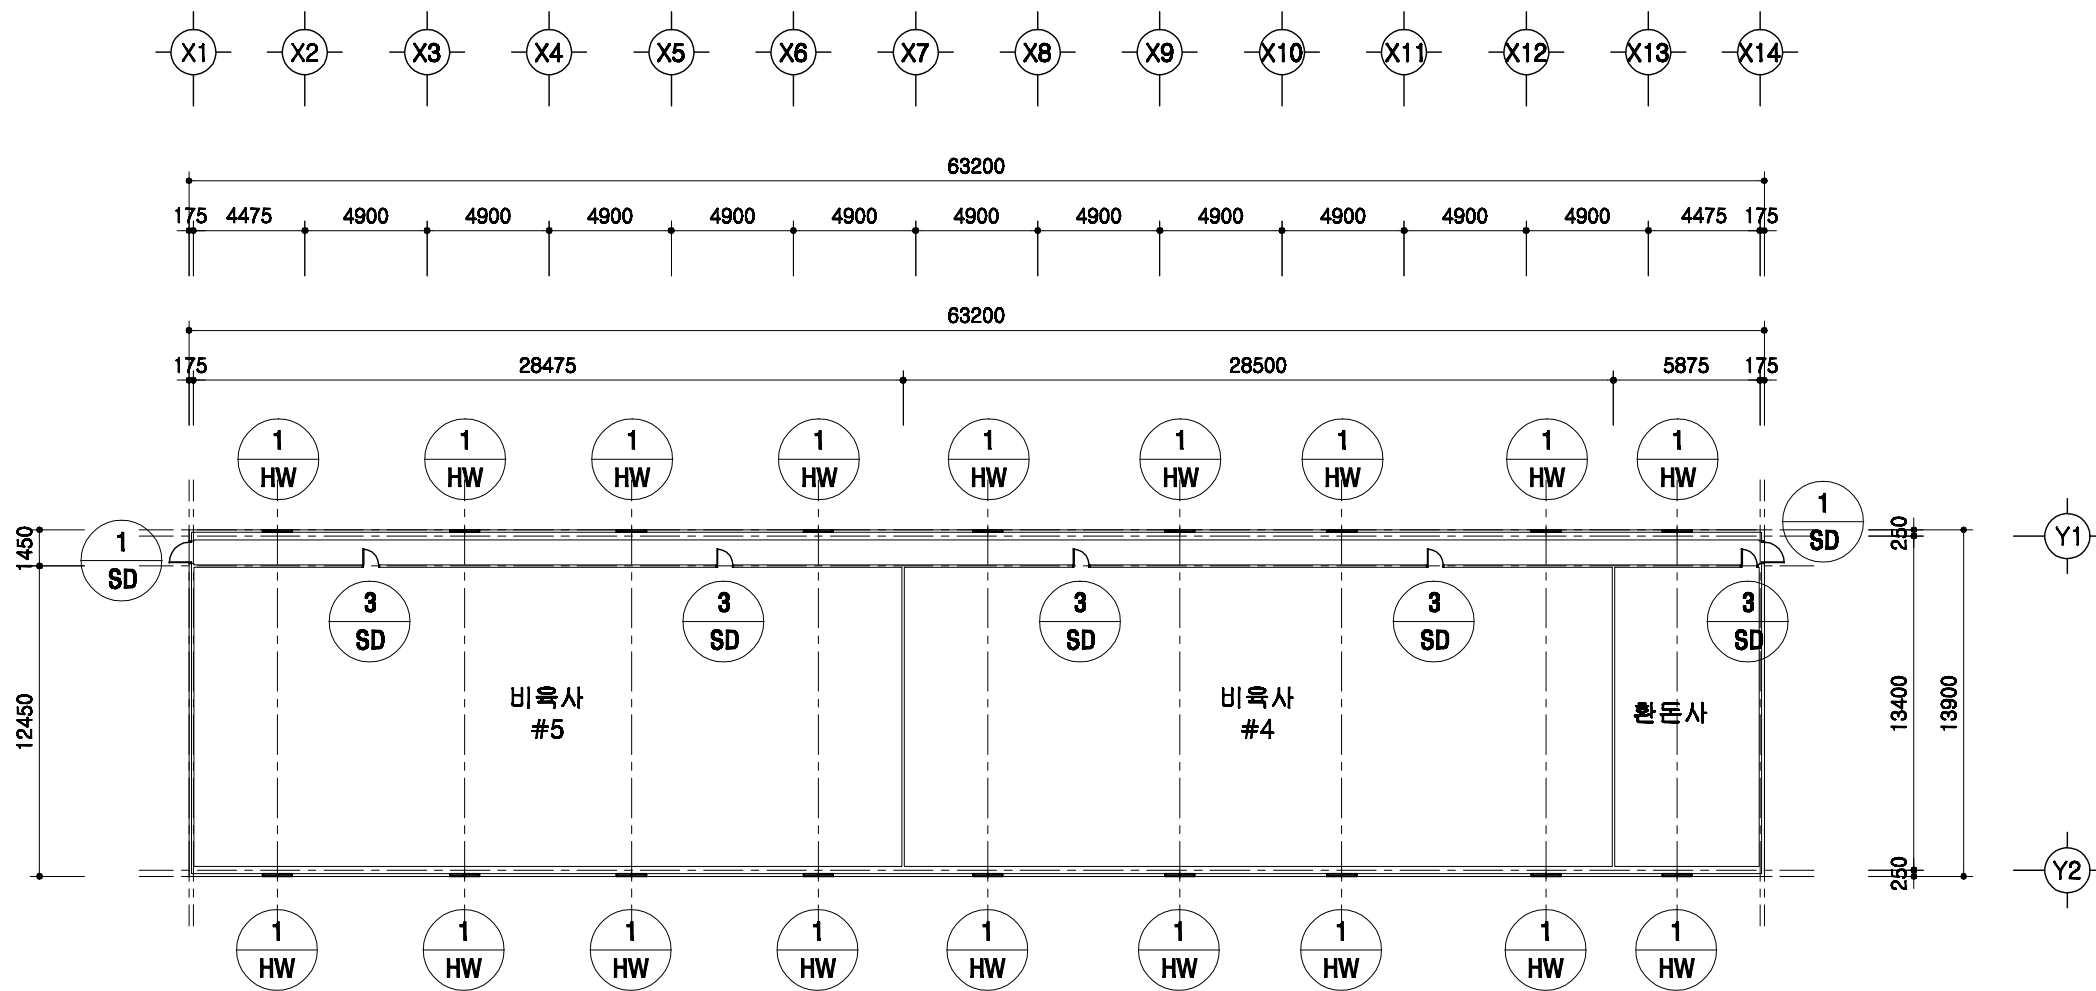 X1 X2 X3 X4 X5 X6 X7 X8 X9 X10 X11 X12 X13 X14
63200
175 4475 4900 4900 4900 4900 4900 4900 4900 4900 4900 4900 4900 4475 175
63200
175 28475 28500 5875 175
1 1 1 1 1 1 1 1 1
HW HW HW HW HW HW HW HW HW
1
SD
1
SD
1450
250
Y1
3 3 3 3 3
SD SD SD SD SD
12450
비육사
#5
비육사
#4
환돈사
13400
13900
250
Y2
1 1 1 1 1 1 1 1 1
HW HW HW HW HW HW HW HW HW